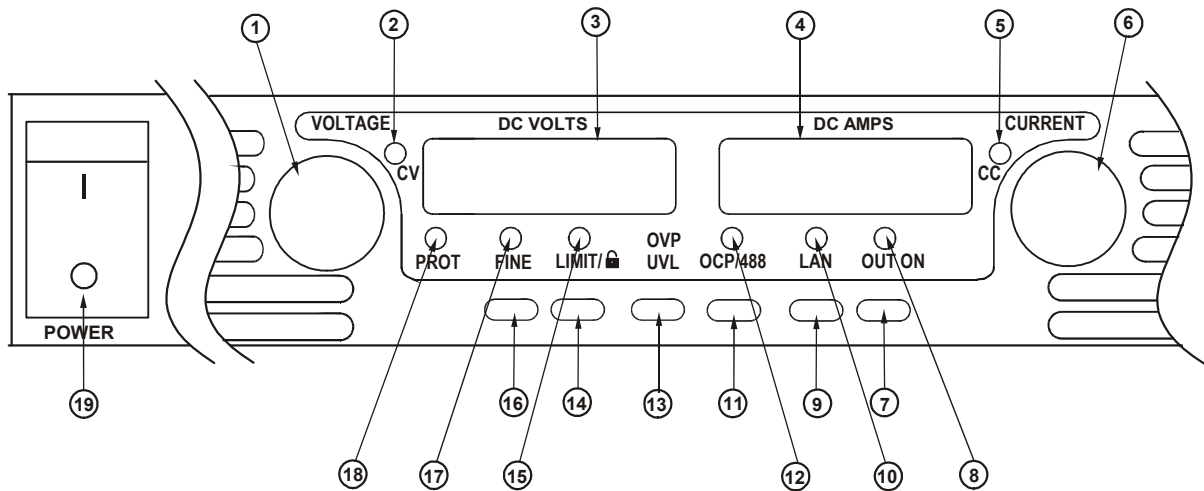 1 2 3 4 5 6
VOLTAGE DC VOLTS DC AMPS CURRENT
CV CC
I
OVP
PROT FINE LIMIT/ UVL OCP/488 LAN OUT ON
POWER
19 16 14 13 11 9 7
18 17 15 12 10 8